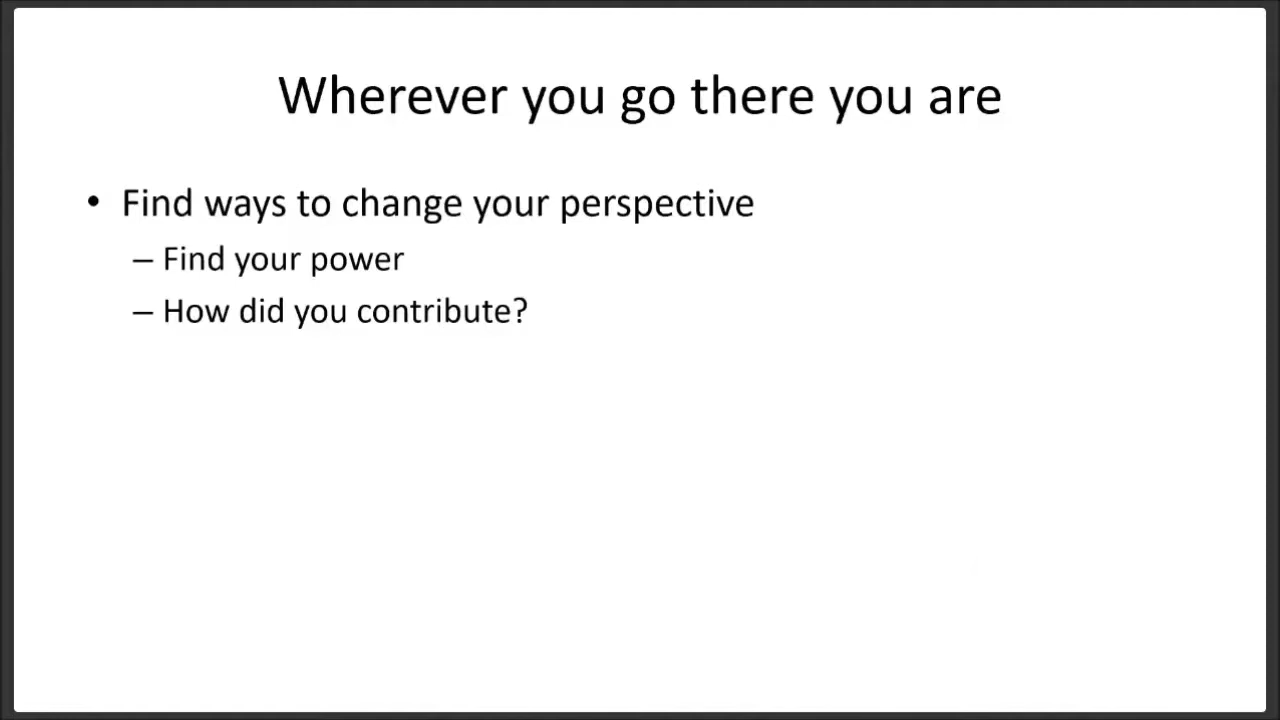 Wherever you go there you are
• Find ways to change your perspective
– Find your power
– How did you contribute?